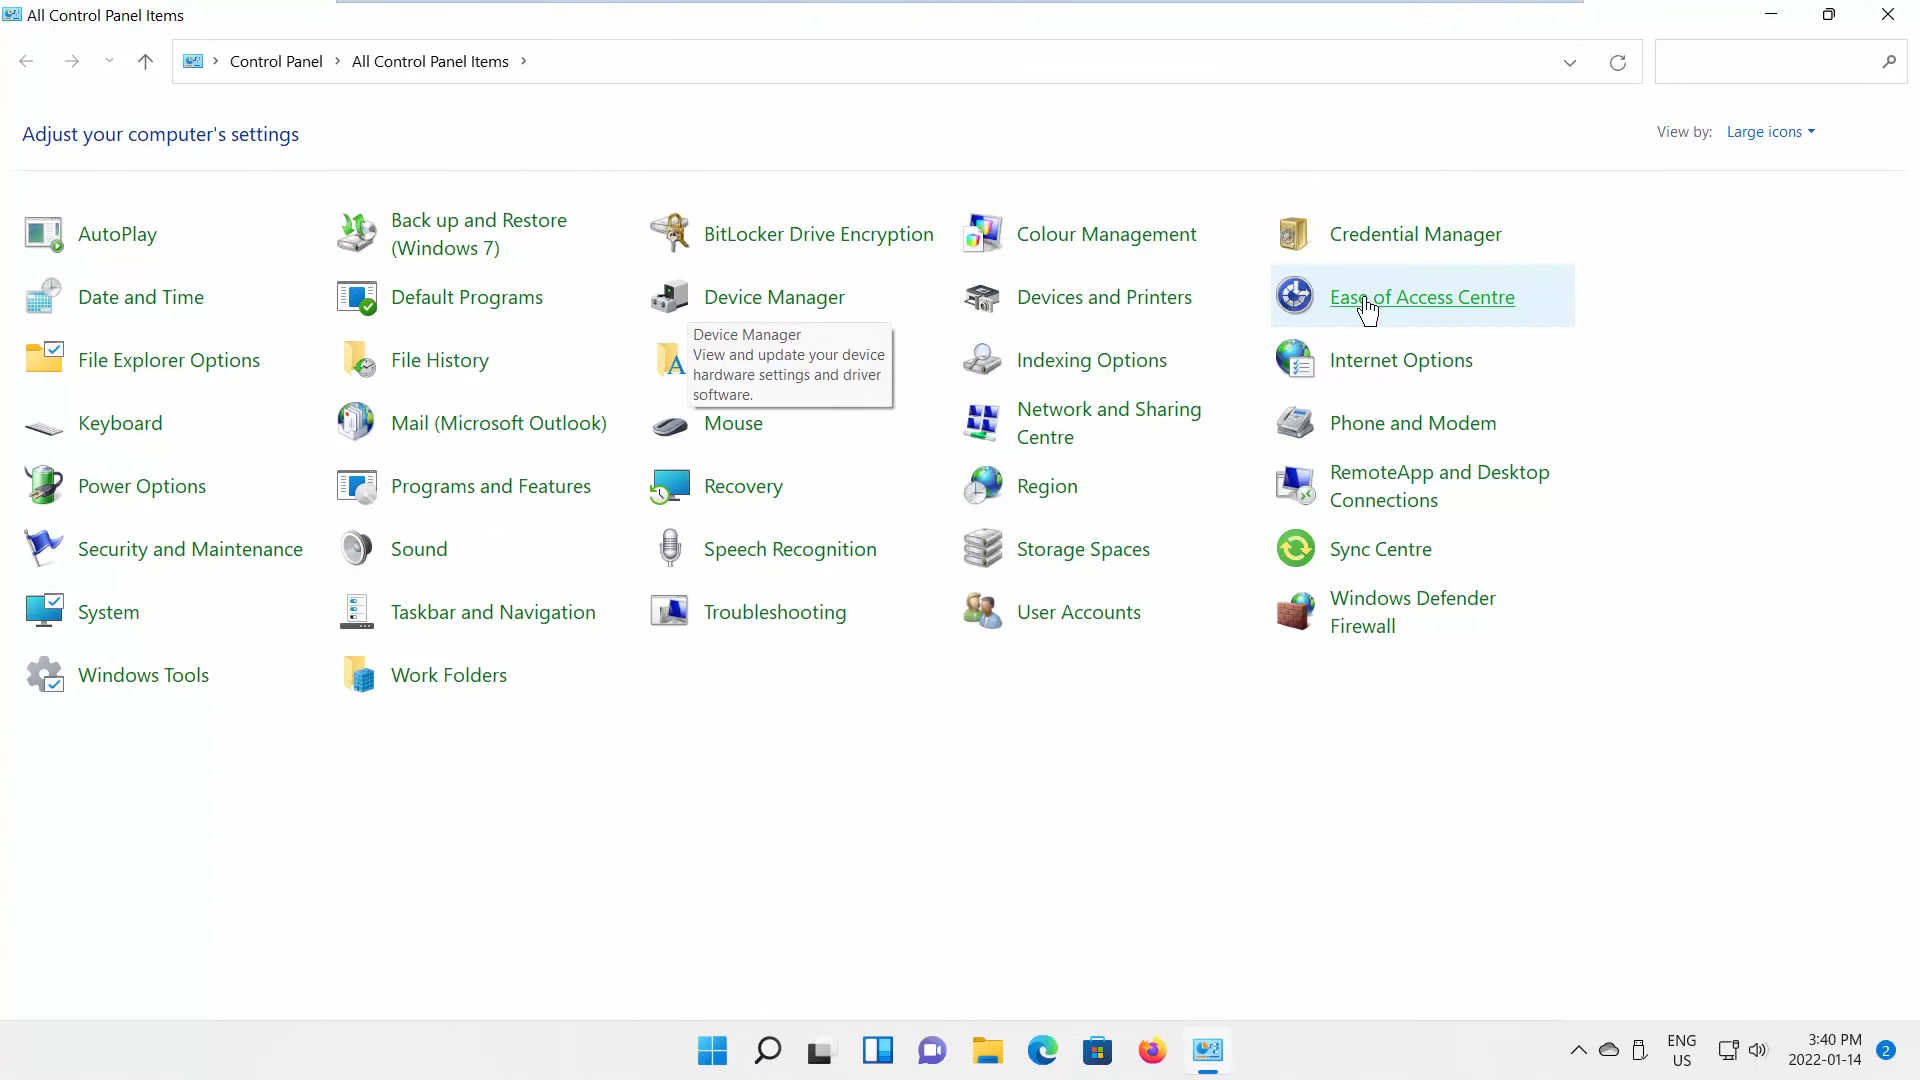 All Control Panel Items
Control Panel
All Control Panel Items
Adjust your computer's settings
View by: Large icons
AutoPlay
Back up and Restore
(Windows 7)
BitLocker Drive Encryption
Colour Management
Credential Manager
Date and Time
Default Programs
Device Manager
Devices and Printers
Ease of Access Centre
Device Manager
View and update your device
hardware settings and driver
software.
File Explorer Options
File History
A
Indexing Options
Internet Options
Keyboard
Mail (Microsoft Outlook)
Mouse
Network and Sharing
Centre
Phone and Modem
Power Options
Programs and Features
Recovery
Region
RemoteApp and Desktop
Connections
Security and Maintenance
Sound
Speech Recognition
Storage Spaces
Sync Centre
System
Taskbar and Navigation
Troubleshooting
User Accounts
Windows Defender
Firewall
Windows Tools
Work Folders
ENG
US
3:40 PM
2022-01-14
2